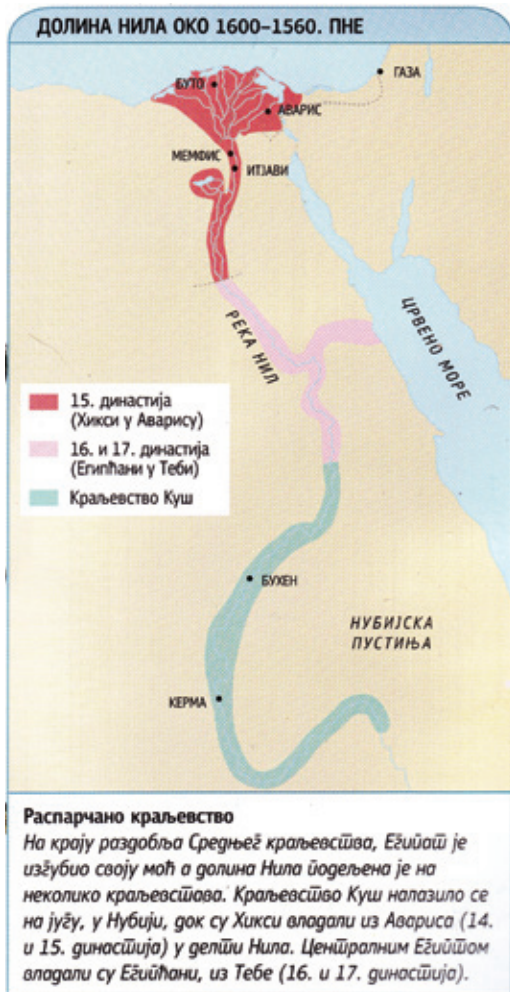 ДОЛИНА НИЛА ОКО 1600–1560. ПНЕ
ГАЗА
БУТО
АВАРИС
МЕМФИС
ИТЈАВИ
РЕКА НИЛ
ЦРВЕНО МОРЕ
15. династија
(Хикси у Аварису)
16. и 17. династија
(Египћани у Теби)
Краљевство Куш
БУХЕН
НУБИЈСКА
ПУСТИЊА
КЕРМА
Распарчано краљевство
На крају раздобља Средњег краљевства, Египат је
изгубио своју моћ а долина Нила подељена је на
неколико краљевстава. Краљевство Куш налазило се
на југу, у Нубији, док су Хикси владали из Авариса (14.
и 15. династија) у делти Нила. Централним Египтом
владали су Египћани, из Тебе (16. и 17. династија).